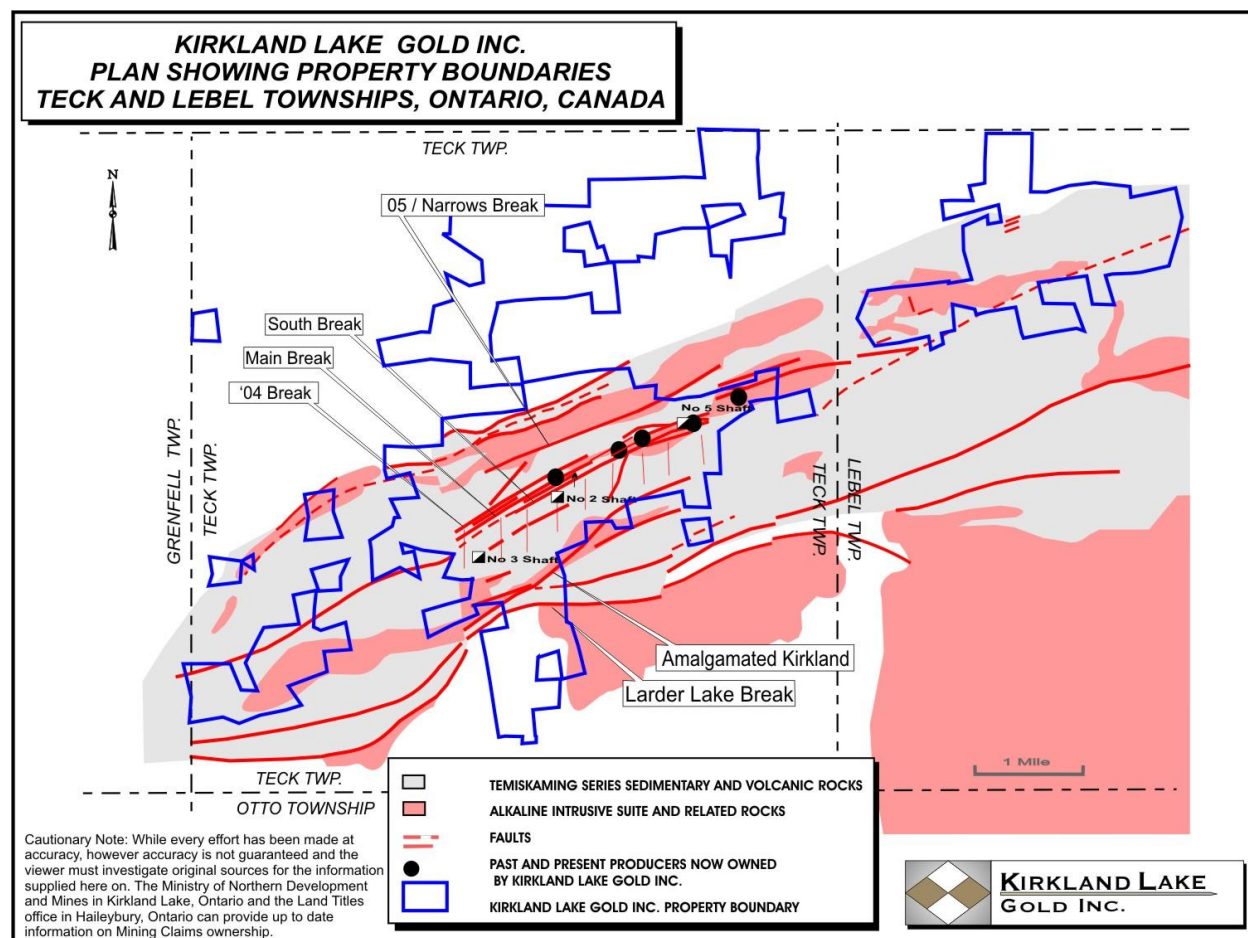 KIRKLAND LAKE GOLD INC.
PLAN SHOWING PROPERTY BOUNDARIES
TECK AND LEBEL TOWNSHIPS, ONTARIO, CANADA
TECK TWP.
N
05 / Narrows Break
South Break
Main Break
'04 Break
No 5 Shaft
No 2 Shaft
No 3 Shaft
GRENFELL TWP.
TECK TWP.
TECK TWP.
LEBEL TWP.
Amalgamated Kirkland
Larder Lake Break
1 Mile
TECK TWP.
OTTO TOWNSHIP
TEMISKAMING SERIES SEDIMENTARY AND VOLCANIC ROCKS
ALKALINE INTRUSIVE SUITE AND RELATED ROCKS
FAULTS
PAST AND PRESENT PRODUCERS NOW OWNED
BY KIRKLAND LAKE GOLD INC.
KIRKLAND LAKE GOLD INC. PROPERTY BOUNDARY
Cautionary Note: While every effort has been made at
accuracy, however accuracy is not guaranteed and the
viewer must investigate original sources for the information
supplied here on. The Ministry of Northern Development
and Mines in Kirkland Lake, Ontario and the Land Titles
office in Haileybury, Ontario can provide up to date
information on Mining Claims ownership.
KIRKLAND LAKE
GOLD INC.